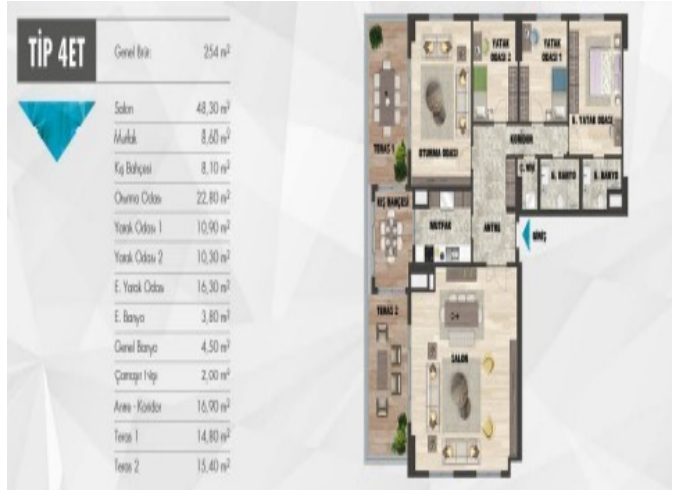 TİP 4ET
Genel Brüt: 254 m²
Salon 48,30 m²
Mutfak 8,60 m²
Kış Bahçesi 8,10 m²
Oturma Odası 22,80 m²
Yatak Odası 1 10,90 m²
Yatak Odası 2 10,30 m²
E. Yatak Odası 16,30 m²
E. Banyo 3,80 m²
Genel Banyo 4,50 m²
Çamaşır Nişi 2,00 m²
Antre - Koridor 16,90 m²
Teras 1 14,80 m²
Teras 2 15,40 m²
YATAK
ODASI 2
YATAK
ODASI 1
E. YATAK ODASI
TERAS 1
OTURMA ODASI
KORİDOR
Ç. NİŞİ
G. BANYO
E. BANYO
KIŞ BAHÇESİ
MUTFAK
ANTRE
GİRİŞ
TERAS 2
SALON